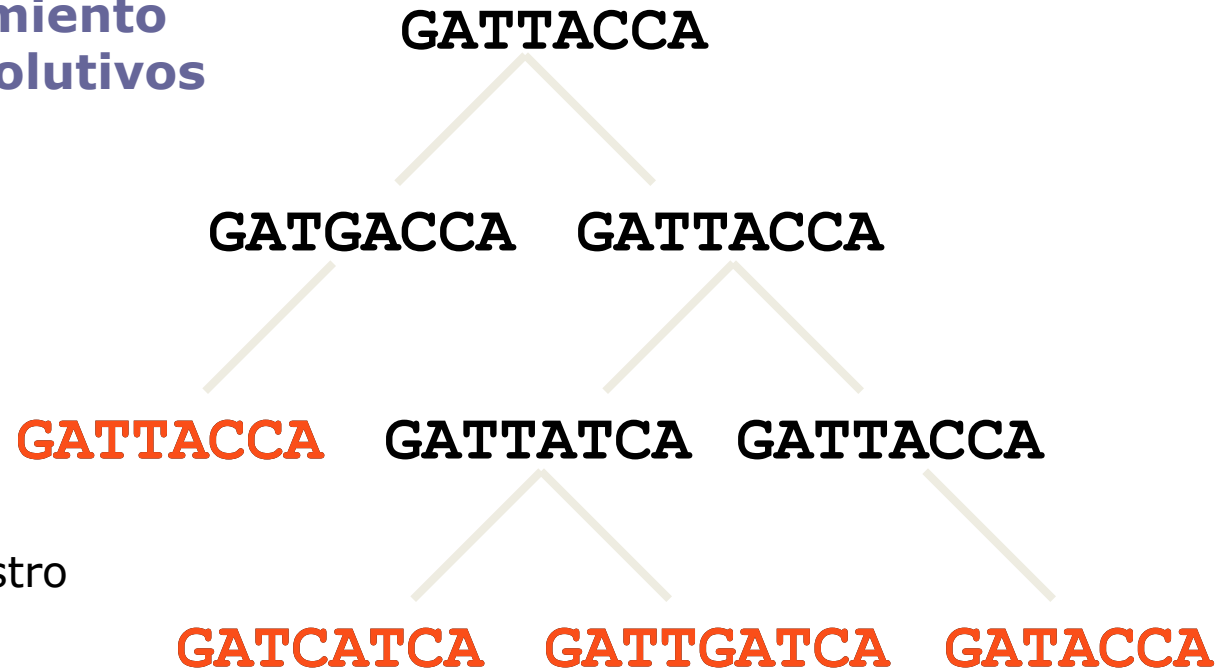 miento
olutivos
GATTACCA
GATGACCA GATTACCA
GATTACCA GATTATCA GATTACCA
stro
GATCATCA GATTGATCA GATACCA